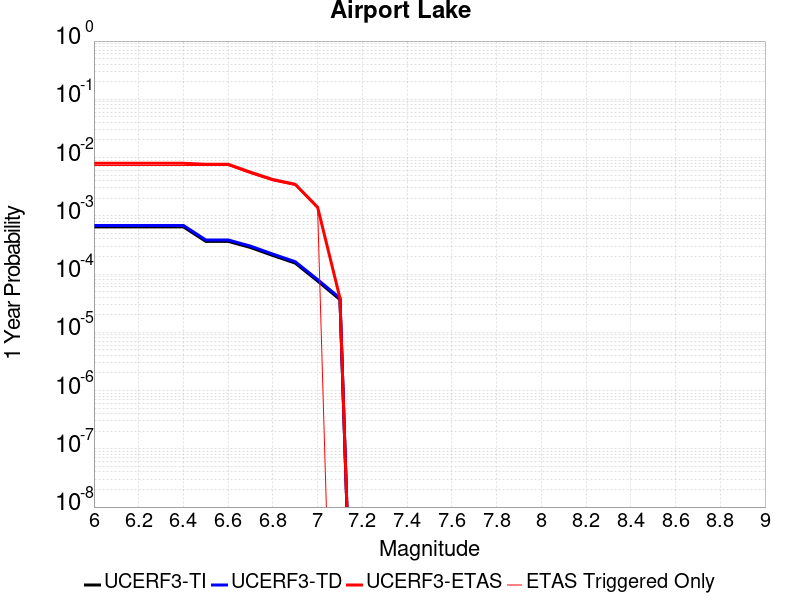 Airport Lake
10^0
10^-1
10^-2
10^-3
10^-4
10^-5
10^-6
10^-7
10^-8
1 Year Probability
6 6.2 6.4 6.6 6.8 7 7.2 7.4 7.6 7.8 8 8.2 8.4 8.6 8.8 9
Magnitude
UCERF3-TI UCERF3-TD UCERF3-ETAS ETAS Triggered Only